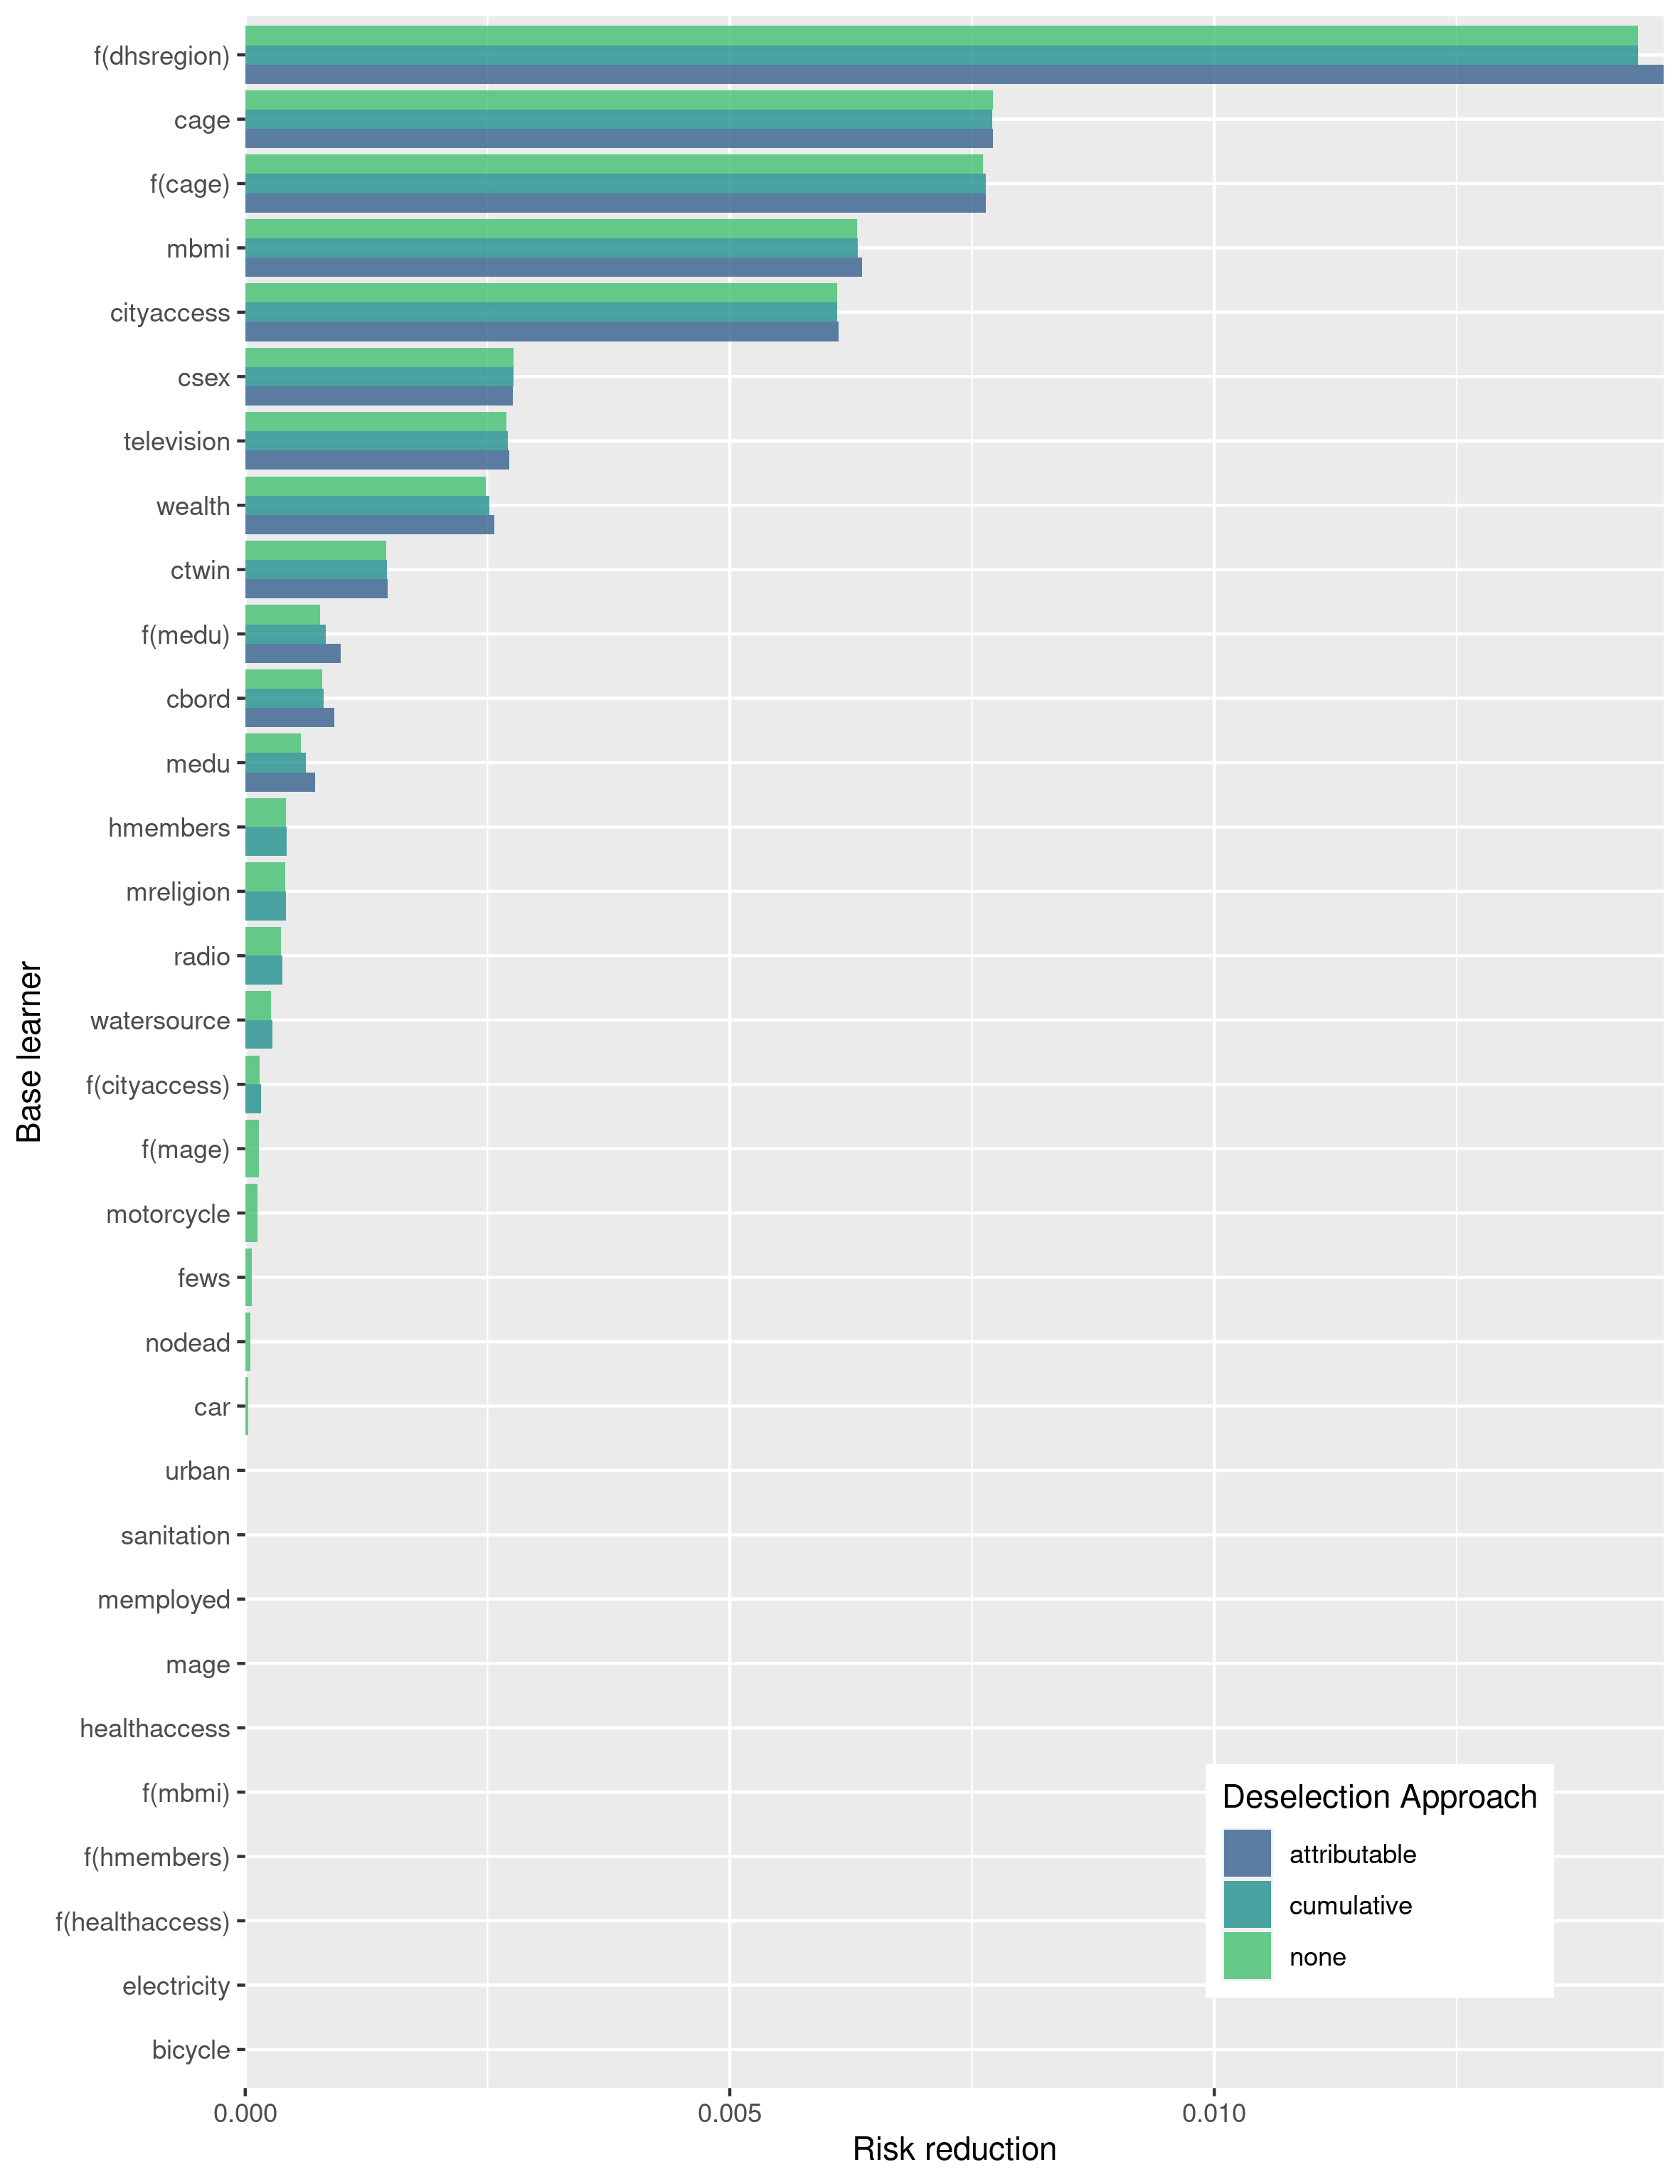 f(dhsregion)
cage
f(cage)
mbmi
cityaccess
csex
television
wealth
ctwin
f(medu)
cbord
medu
hmembers
mreligion
radio
watersource
f(cityaccess)
f(mage)
motorcycle
fews
nodead
car
urban
sanitation
memployed
mage
healthaccess
f(mbmi)
f(hmembers)
f(healthaccess)
electricity
bicycle
Base learner
Deselection Approach
attributable
cumulative
none
0.000 0.005 0.010
Risk reduction